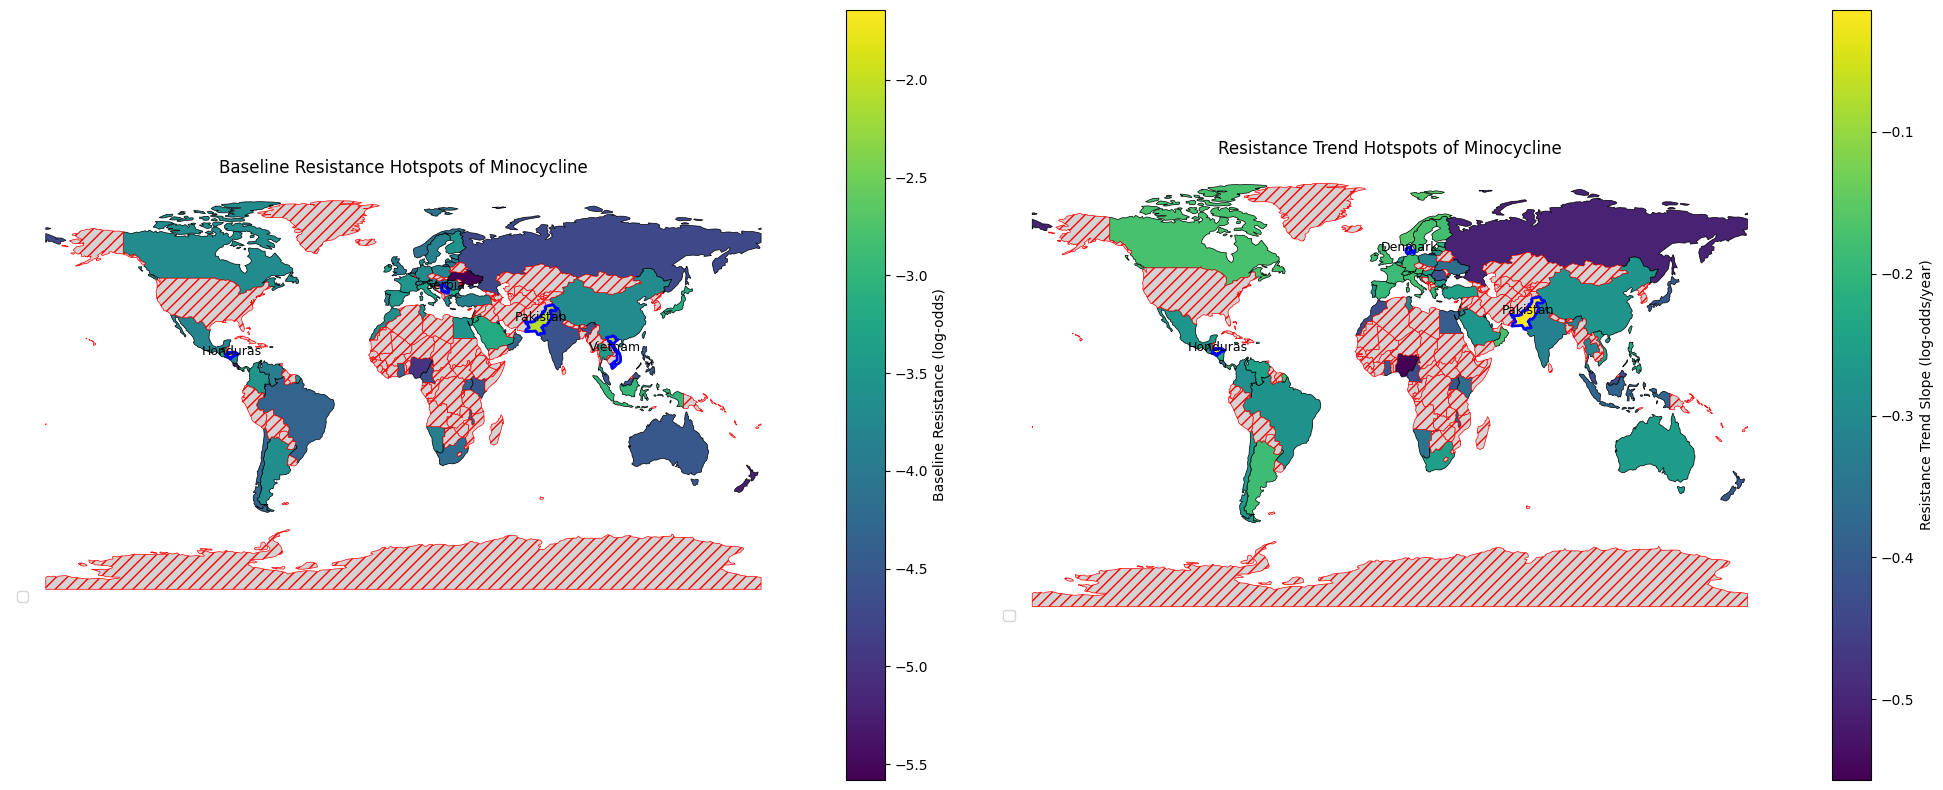 Baseline Resistance Hotspots of Minocycline
Serbia
Pakistan
Honduras
Vietnam
−2.0
−2.5
−3.0
−3.5
−4.0
−4.5
−5.0
−5.5
Baseline Resistance (log-odds)
Resistance Trend Hotspots of Minocycline
Denmark
Pakistan
Honduras
−0.1
−0.2
−0.3
−0.4
−0.5
Resistance Trend Slope (log-odds/year)